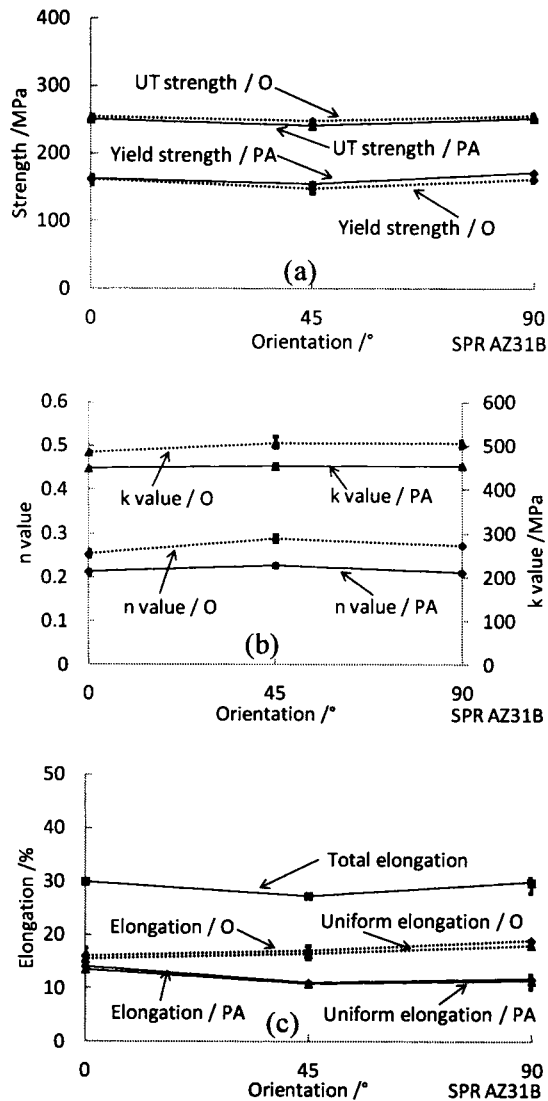 400
300
200
100
0
Strength /MPa
UT strength / O
Yield strength / PA
UT strength / PA
Yield strength / O
(a)
0
45
90
Orientation /°
SPR AZ31B
0.6
0.5
0.4
0.3
0.2
0.1
0
n value
600
500
400
300
200
100
0
k value /MPa
k value / O
k value / PA
n value / O
n value / PA
(b)
0
45
90
Orientation /°
SPR AZ31B
50
40
30
20
10
0
Elongation /%
Total elongation
Elongation / O
Uniform elongation / O
Elongation / PA
Uniform elongation / PA
(c)
0
45
90
Orientation /°
SPR AZ31B